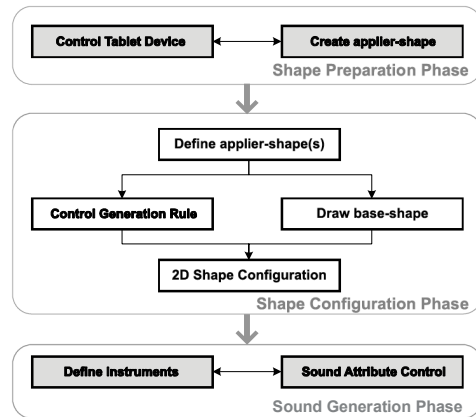 Control Tablet Device
Create applier-shape
Shape Preparation Phase
Define applier-shape(s)
Control Generation Rule
Draw base-shape
2D Shape Configuration
Shape Configuration Phase
Define Instruments
Sound Attribute Control
Sound Generation Phase